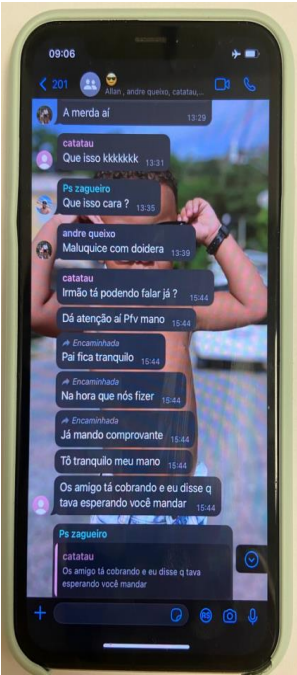 09:06
201
😎
Allan , andre queixo, catatau,...
A merda aí
13:29
catatau
Que isso kkkkkkk
13:31
Ps zagueiro
Que isso cara ?
13:35
andre queixo
Maluquice com doidera
13:39
catatau
Irmão tá podendo falar já ?
15:44
Dá atenção aí Pfv mano
15:44
Encaminhada
Pai fica tranquilo
15:44
Encaminhada
Na hora que nós fizer
15:44
Encaminhada
Já mando comprovante
15:44
Tô tranquilo meu mano
15:44
Os amigo tá cobrando e eu disse q
tava esperando você mandar
15:44
Ps zagueiro
catatau
Os amigo tá cobrando e eu disse q
tava esperando você mandar
R$